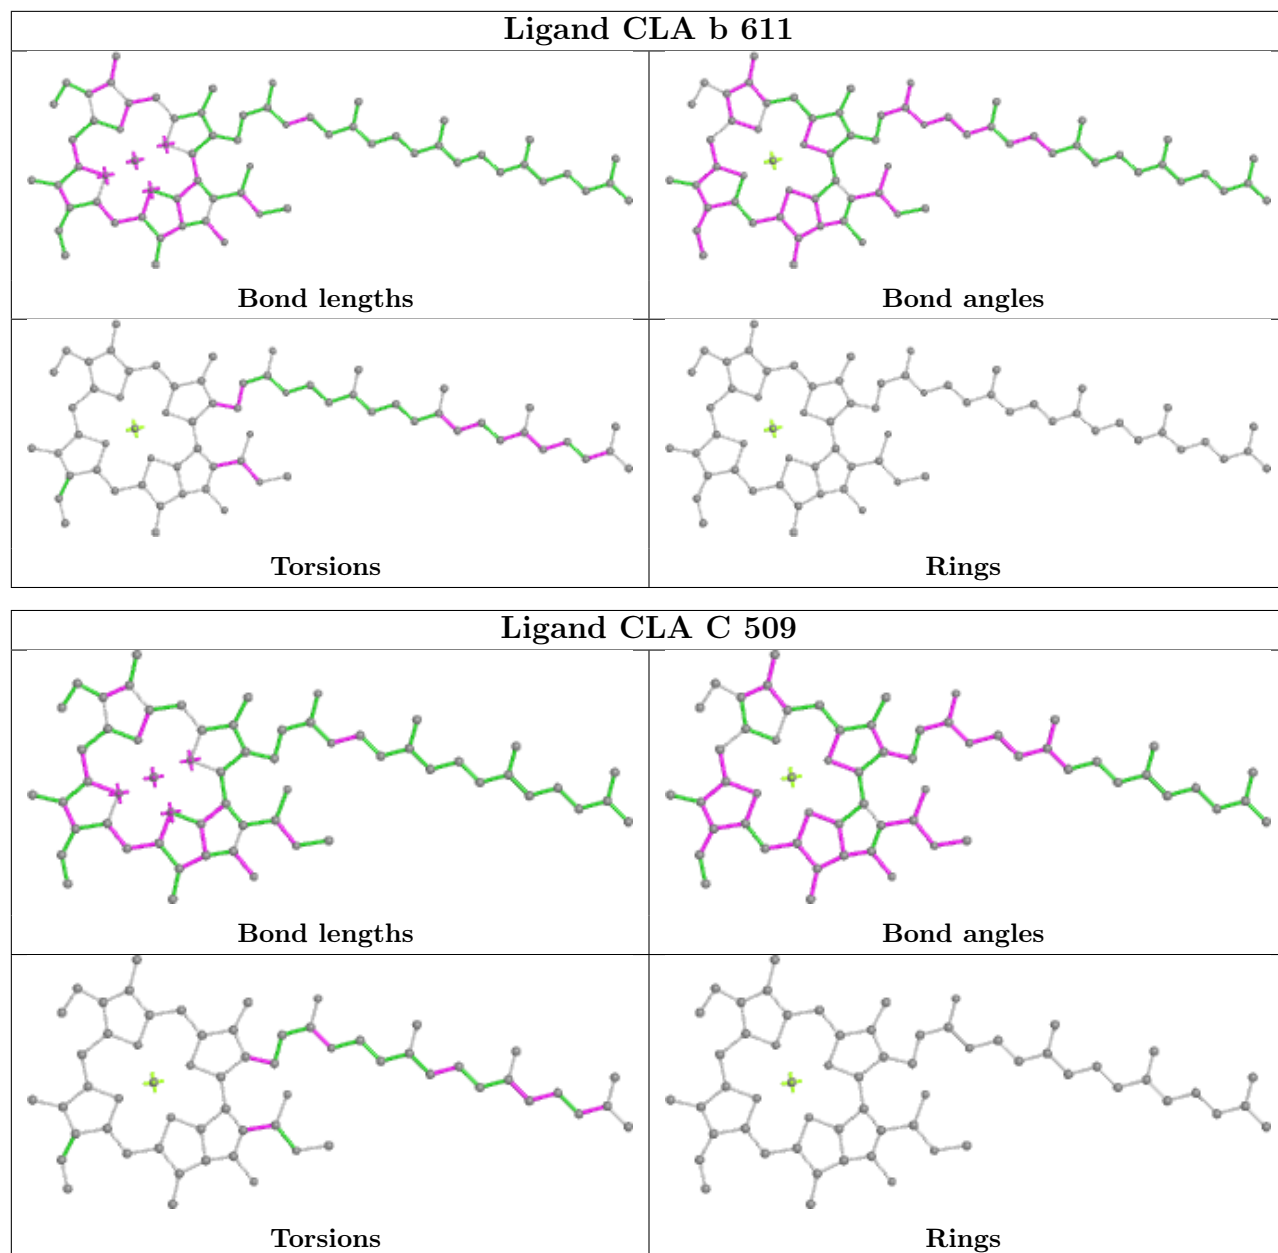 Ligand CLA b 611
Bond lengths
Bond angles
Torsions
Rings
Ligand CLA C 509
Bond lengths
Bond angles
Torsions
Rings